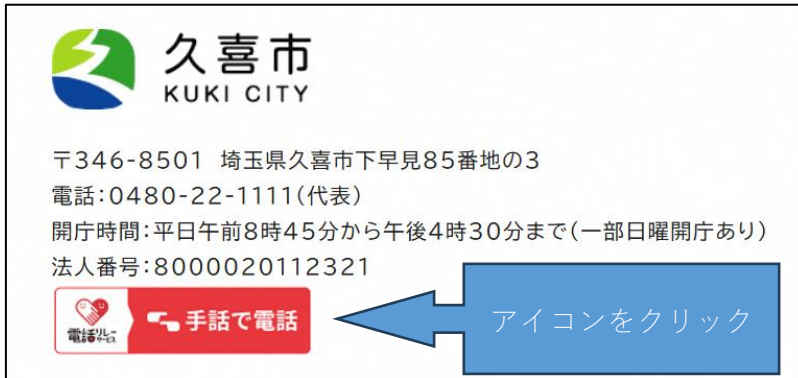 久喜市
KUKI CITY
〒346-8501 埼玉県久喜市下早見85番地の3
電話:0480-22-1111(代表)
開庁時間:平日午前8時45分から午後4時30分まで(一部日曜開庁あり)
法人番号:8000020112321
電話リレーサービス
手話で電話
アイコンをクリック